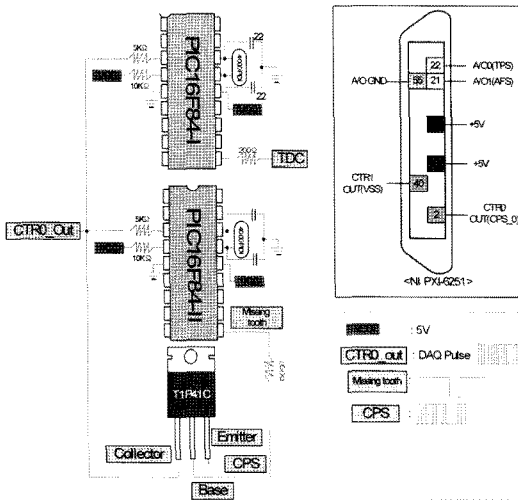 22
5KΩ
10KΩ
22
PIC16F84-I
200Ω
TDC
CTR0_Out
5KΩ
10KΩ
PIC16F84-II
Missing
tooth
T1P41C
Emitter
Collector
CPS
Base
22
A/O0(TPS)
A/O GND
55
21
A/O1(AFS)
+5V
+5V
CTR1
OUT(VSS)
40
2
CTR0
OUT(CPS_0)
<NI PXI-6251>
: 5V
CTR0_out
: DAQ Pulse
Missing tooth
CPS
: